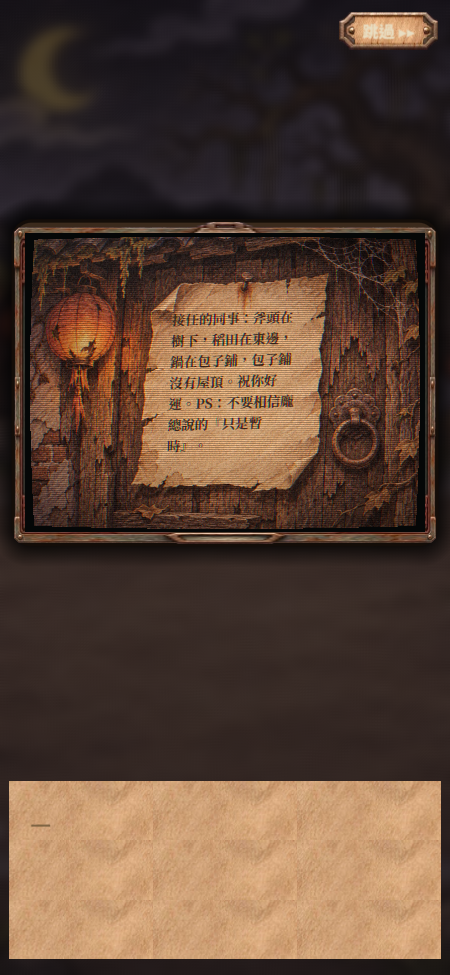 跳過
接任的同事：斧頭在
樹下，稻田在東邊，
鍋在包子鋪，包子鋪
沒有屋頂。祝你好
運。PS：不要相信龐
總說的『只是暫
時』。